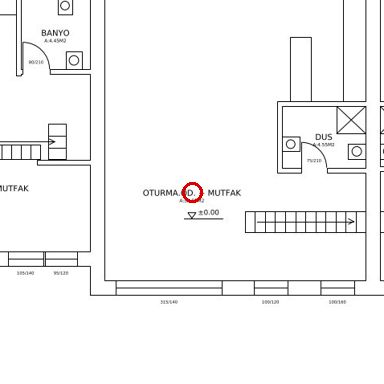 BANYO
A:4.45M2
90/210
DUS
A:4.55M2
75/210
MUTFAK
OTURMA.OD. MUTFAK
±0.00
105/140
95/120
315/140
100/120
100/160